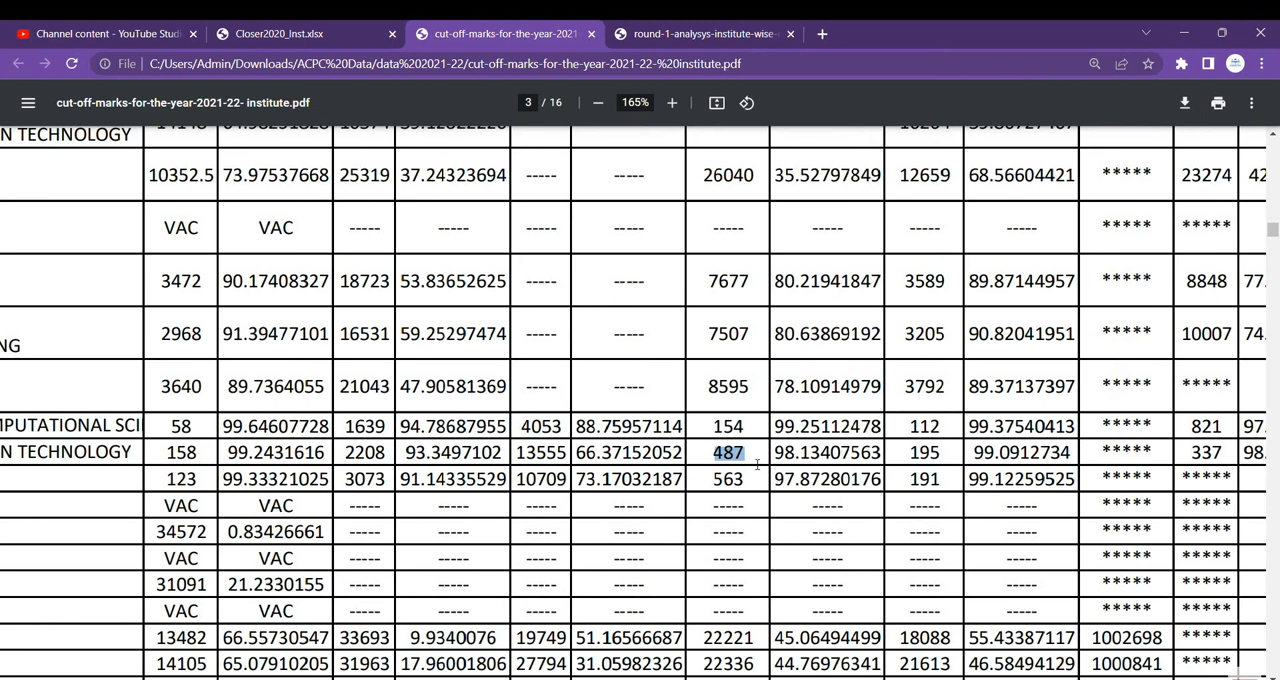 Channel content - YouTube Stud
Closer2020_Inst.xlsx
cut-off-marks-for-the-year-2021
round-1-analysys-institute-wise-
File C:/Users/Admin/Downloads/ACPC%20Data/data%202021-22/cut-off-marks-for-the-year-2021-22-%20institute.pdf
cut-off-marks-for-the-year-2021-22- institute.pdf 3 / 16 165%
N TECHNOLOGY
10352.5 73.97537668 25319 37.24323694 ----- ----- 26040 35.52797849 12659 68.56604421 ***** 23274 42
VAC VAC ----- ----- ----- ----- ----- ----- ----- ----- ***** *****
3472 90.17408327 18723 53.83652625 ----- ----- 7677 80.21941847 3589 89.87144957 ***** 8848 77.
NG 2968 91.39477101 16531 59.25297474 ----- ----- 7507 80.63869192 3205 90.82041951 ***** 10007 74.
3640 89.7364055 21043 47.90581369 ----- ----- 8595 78.10914979 3792 89.37137397 ***** *****
MPUTATIONAL SCI 58 99.64607728 1639 94.78687955 4053 88.75957114 154 99.25112478 112 99.37540413 ***** 821 97.
N TECHNOLOGY 158 99.2431616 2208 93.3497102 13555 66.37152052 487 98.13407563 195 99.0912734 ***** 337 98.
123 99.33321025 3073 91.14335529 10709 73.17032187 563 97.87280176 191 99.12259525 ***** *****
VAC VAC ----- ----- ----- ----- ----- ----- ----- ----- ***** *****
34572 0.83426661 ----- ----- ----- ----- ----- ----- ----- ----- ***** *****
VAC VAC ----- ----- ----- ----- ----- ----- ----- ----- ***** *****
31091 21.2330155 ----- ----- ----- ----- ----- ----- ----- ----- ***** *****
VAC VAC ----- ----- ----- ----- ----- ----- ----- ----- ***** *****
13482 66.55730547 33693 9.9340076 19749 51.16566687 22221 45.06494499 18088 55.43387117 1002698 *****
14105 65.07910205 31963 17.96001806 27794 31.05982326 22336 44.76976341 21613 46.58494129 1000841 *****